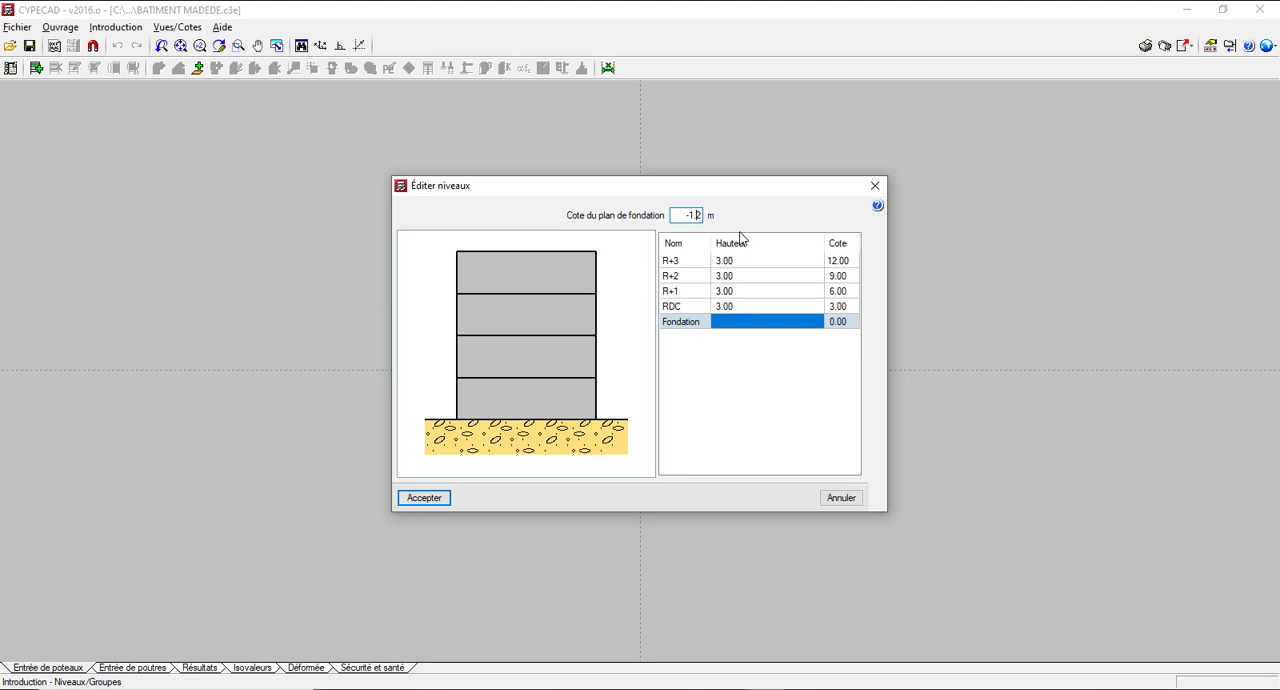 CYPECAD - v2016.o - [C:\...\BATIMENT MADEDE.c3e]
Fichier Ouvrage Introduction Vues/Cotes Aide
Éditer niveaux
Cote du plan de fondation -1.2 m
Nom Hauteur Cote
R+3 3.00 12.00
R+2 3.00 9.00
R+1 3.00 6.00
RDC 3.00 3.00
Fondation 0.00
Accepter Annuler
Entrée de poteaux Entrée de poutres Résultats Isovaleurs Déformée Sécurité et santé
Introduction - Niveaux/Groupes